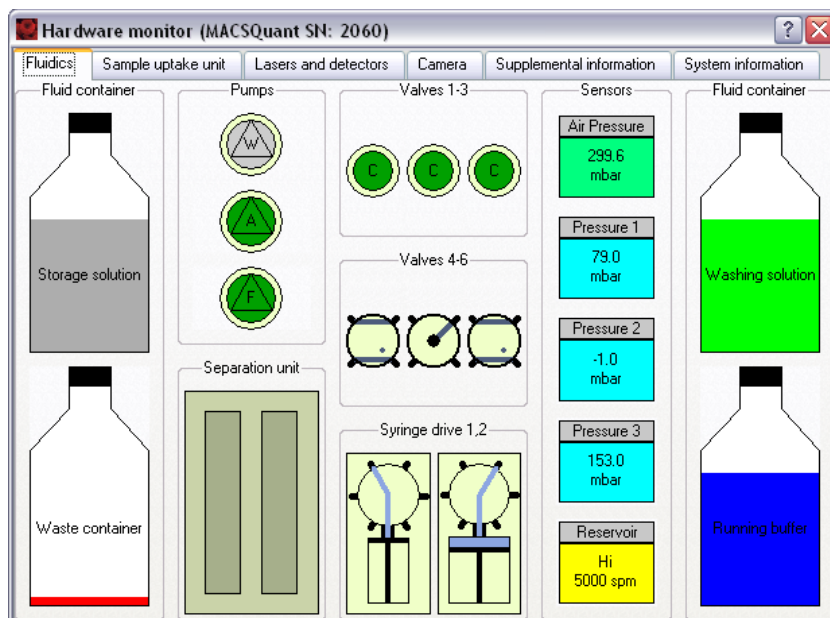 Hardware monitor (MACSQuant SN: 2060)
?
Fluidics
Sample uptake unit
Lasers and detectors
Camera
Supplemental information
System information
Fluid container
Storage solution
Waste container
Pumps
W
A
F
Separation unit
Valves 1-3
C C C
Valves 4-6
Syringe drive 1,2
Sensors
Air Pressure
299.6
mbar
Pressure 1
79.0
mbar
Pressure 2
-1.0
mbar
Pressure 3
153.0
mbar
Reservoir
Hi
5000 spm
Fluid container
Washing solution
Running buffer